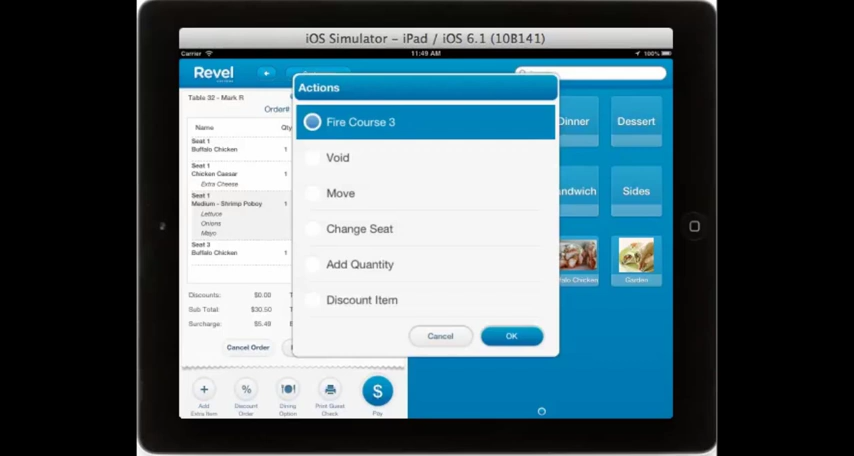 iOS Simulator – iPad / iOS 6.1 (10B141)
Carrier
11:49 AM
100%
Revel
Table 32 - Mark R
Order#
Name
Qty
Seat 1
Buffalo Chicken 1
Seat 1
Chicken Caesar 1
Extra Cheese
Seat 1
Medium - Shrimp Poboy 1
Lettuce
Onions
Mayo
Seat 3
Buffalo Chicken 1
Discounts: $0.00
Sub Total: $30.50
Surcharge: $5.49
Cancel Order
Actions
Fire Course 3
Void
Move
Change Seat
Add Quantity
Discount Item
Cancel
OK
Dinner
Dessert
Sides
Garden
+
Add
Extra Item
%
Discount
Order
Dining
Option
Print Guest
Check
$
Pay